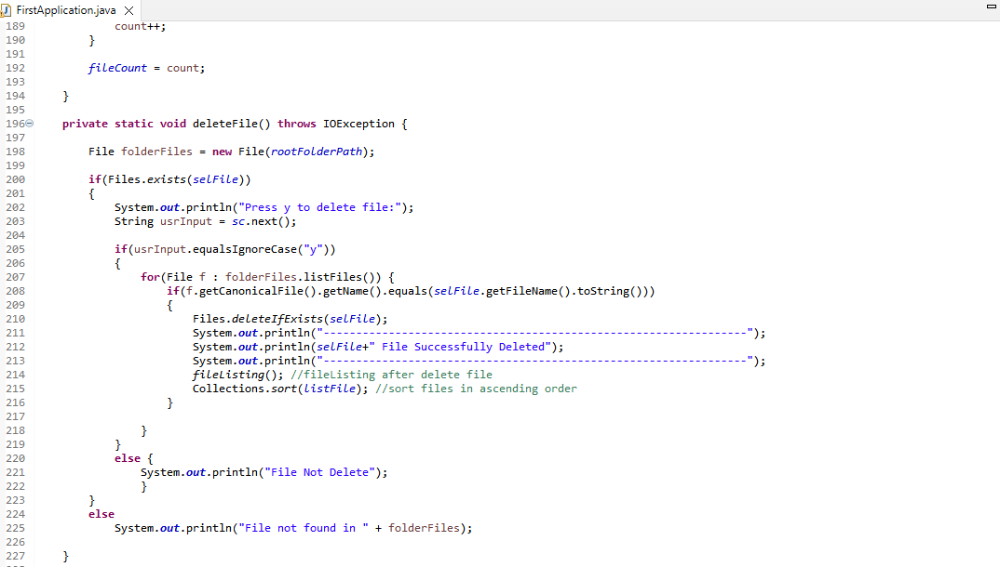 FirstApplication.java
189 count++;
190 }
191
192 fileCount = count;
193
194 }
195
196 private static void deleteFile() throws IOException {
197
198 File folderFiles = new File(rootFolderPath);
199
200 if(Files.exists(selFile))
201 {
202 System.out.println("Press y to delete file:");
203 String usrInput = sc.next();
204
205 if(usrInput.equalsIgnoreCase("y"))
206 {
207 for(File f : folderFiles.listFiles()) {
208 if(f.getCanonicalFile().getName().equals(selFile.getFileName().toString()))
209 {
210 Files.deleteIfExists(selFile);
211 System.out.println("-----------------------------------------------------------------");
212 System.out.println(selFile+" File Successfully Deleted");
213 System.out.println("-----------------------------------------------------------------");
214 fileListing(); //fileListing after delete file
215 Collections.sort(listFile); //sort files in ascending order
216 }
217
218 }
219 }
220 else {
221 System.out.println("File Not Delete");
222 }
223 }
224 else
225 System.out.println("File not found in " + folderFiles);
226
227 }